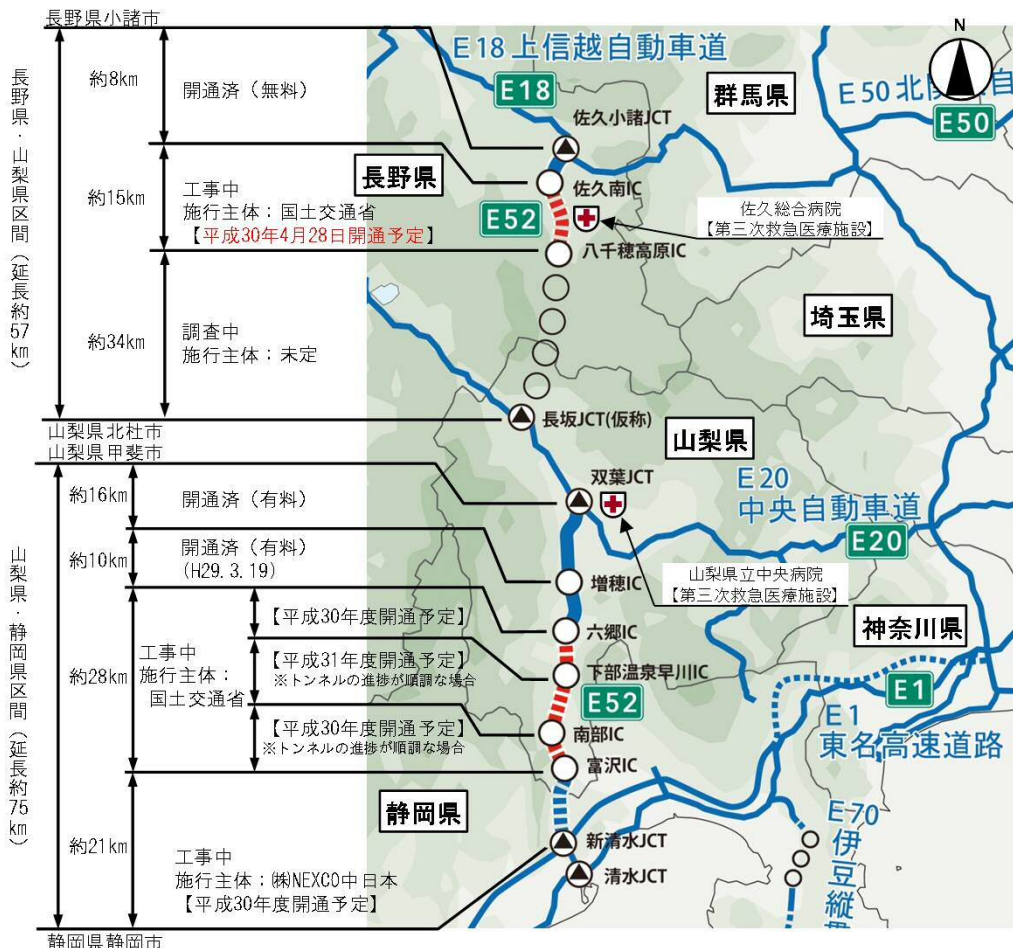 長野県小諸市
長野県・山梨県区間(延長約57km)
約8km
開通済(無料)
約15km
工事中
施行主体:国土交通省
【平成30年4月28日開通予定】
約34km
調査中
施行主体:未定
山梨県北杜市
山梨県甲斐市
山梨県・静岡県区間(延長約75km)
約16km
開通済(有料)
約10km
開通済(有料)
(H29.3.19)
約28km
工事中
施行主体:
国土交通省
【平成30年度開通予定】
【平成31年度開通予定】
※トンネルの進捗が順調な場合
【平成30年度開通予定】
※トンネルの進捗が順調な場合
約21km
工事中
施行主体:㈱NEXCO中日本
【平成30年度開通予定】
静岡県静岡市
N
E18上信越自動車道
E18
群馬県
E50北関
自
E50
佐久小諸JCT
長野県
佐久南IC
E52
佐久総合病院
【第三次救急医療施設】
八千穂高原IC
埼玉県
長坂JCT(仮称)
山梨県
双葉JCT
E20
中央自動車道
E20
山梨県立中央病院
【第三次救急医療施設】
増穂IC
神奈川県
六郷IC
下部温泉早川IC
E52
E1
E1
東名高速道路
南部IC
富沢IC
静岡県
E70
伊豆縦貫
新清水JCT
清水JCT